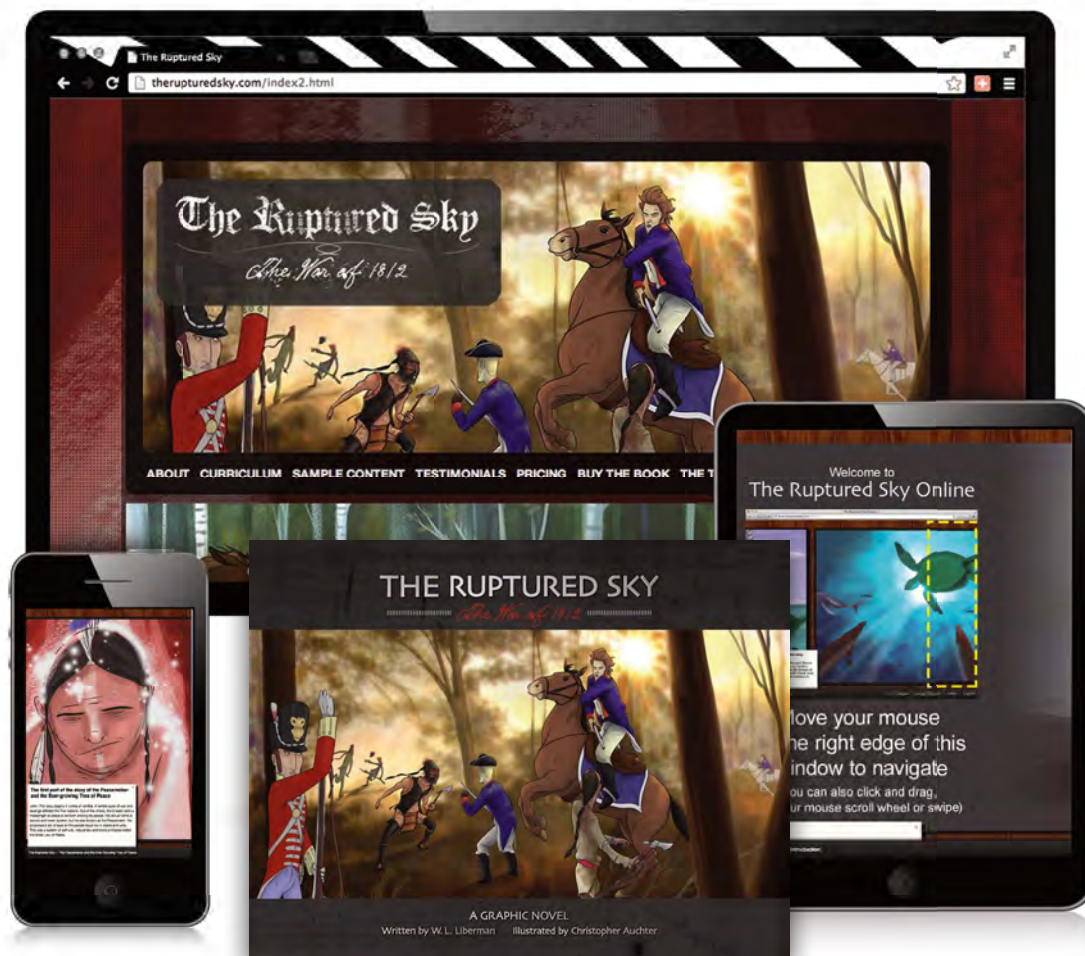 The Ruptured Sky
therupturedsky.com/index2.html
The Ruptured Sky
The War of 1812
ABOUT CURRICULUM SAMPLE CONTENT TESTIMONIALS PRICING BUY THE BOOK THE T
Welcome to
The Ruptured Sky Online
love your mouse
he right edge of this
indow to navigate
ou can also click and drag,
ur mouse scroll wheel or swipe)
The first part of the story of the Peacemaker
and the Ever-growing Tree of Peace
THE RUPTURED SKY
The War of 1812
A GRAPHIC NOVEL
Written by W. L. Liberman Illustrated by Christopher Auchter